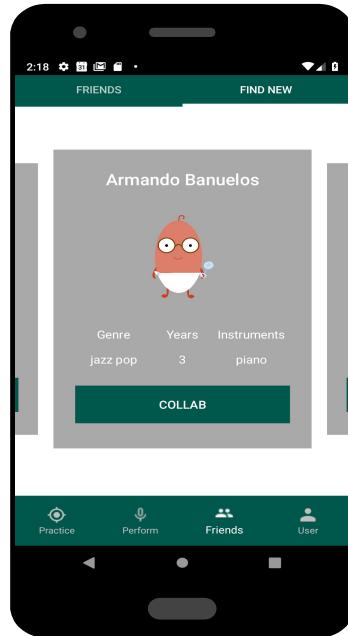 2:18 31
FRIENDS FIND NEW
Armando Banuelos
Genre Years Instruments
jazz pop 3 piano
COLLAB
Practice Perform Friends User